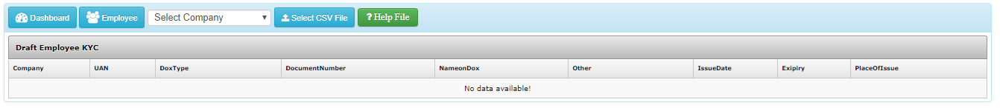 Dashboard Employee Select Company Select CSV File ? Help File
Draft Employee KYC
Company UAN DoxType DocumentNumber NameonDox Other IssueDate Exipiry PlaceOfIssue
No data available!